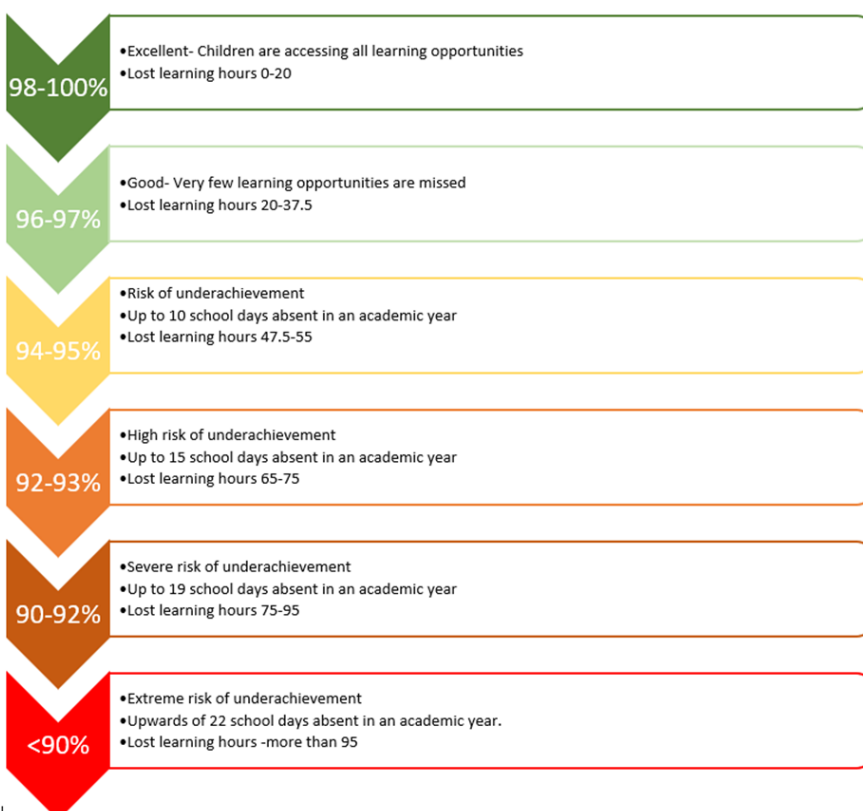 98-100%
•Excellent- Children are accessing all learning opportunities
•Lost learning hours 0-20
96-97%
•Good- Very few learning opportunities are missed
•Lost learning hours 20-37.5
94-95%
•Risk of underachievement
•Up to 10 school days absent in an academic year
•Lost learning hours 47.5-55
92-93%
•High risk of underachievement
•Up to 15 school days absent in an academic year
•Lost learning hours 65-75
90-92%
•Severe risk of underachievement
•Up to 19 school days absent in an academic year
•Lost learning hours 75-95
<90%
•Extreme risk of underachievement
•Upwards of 22 school days absent in an academic year.
•Lost learning hours -more than 95